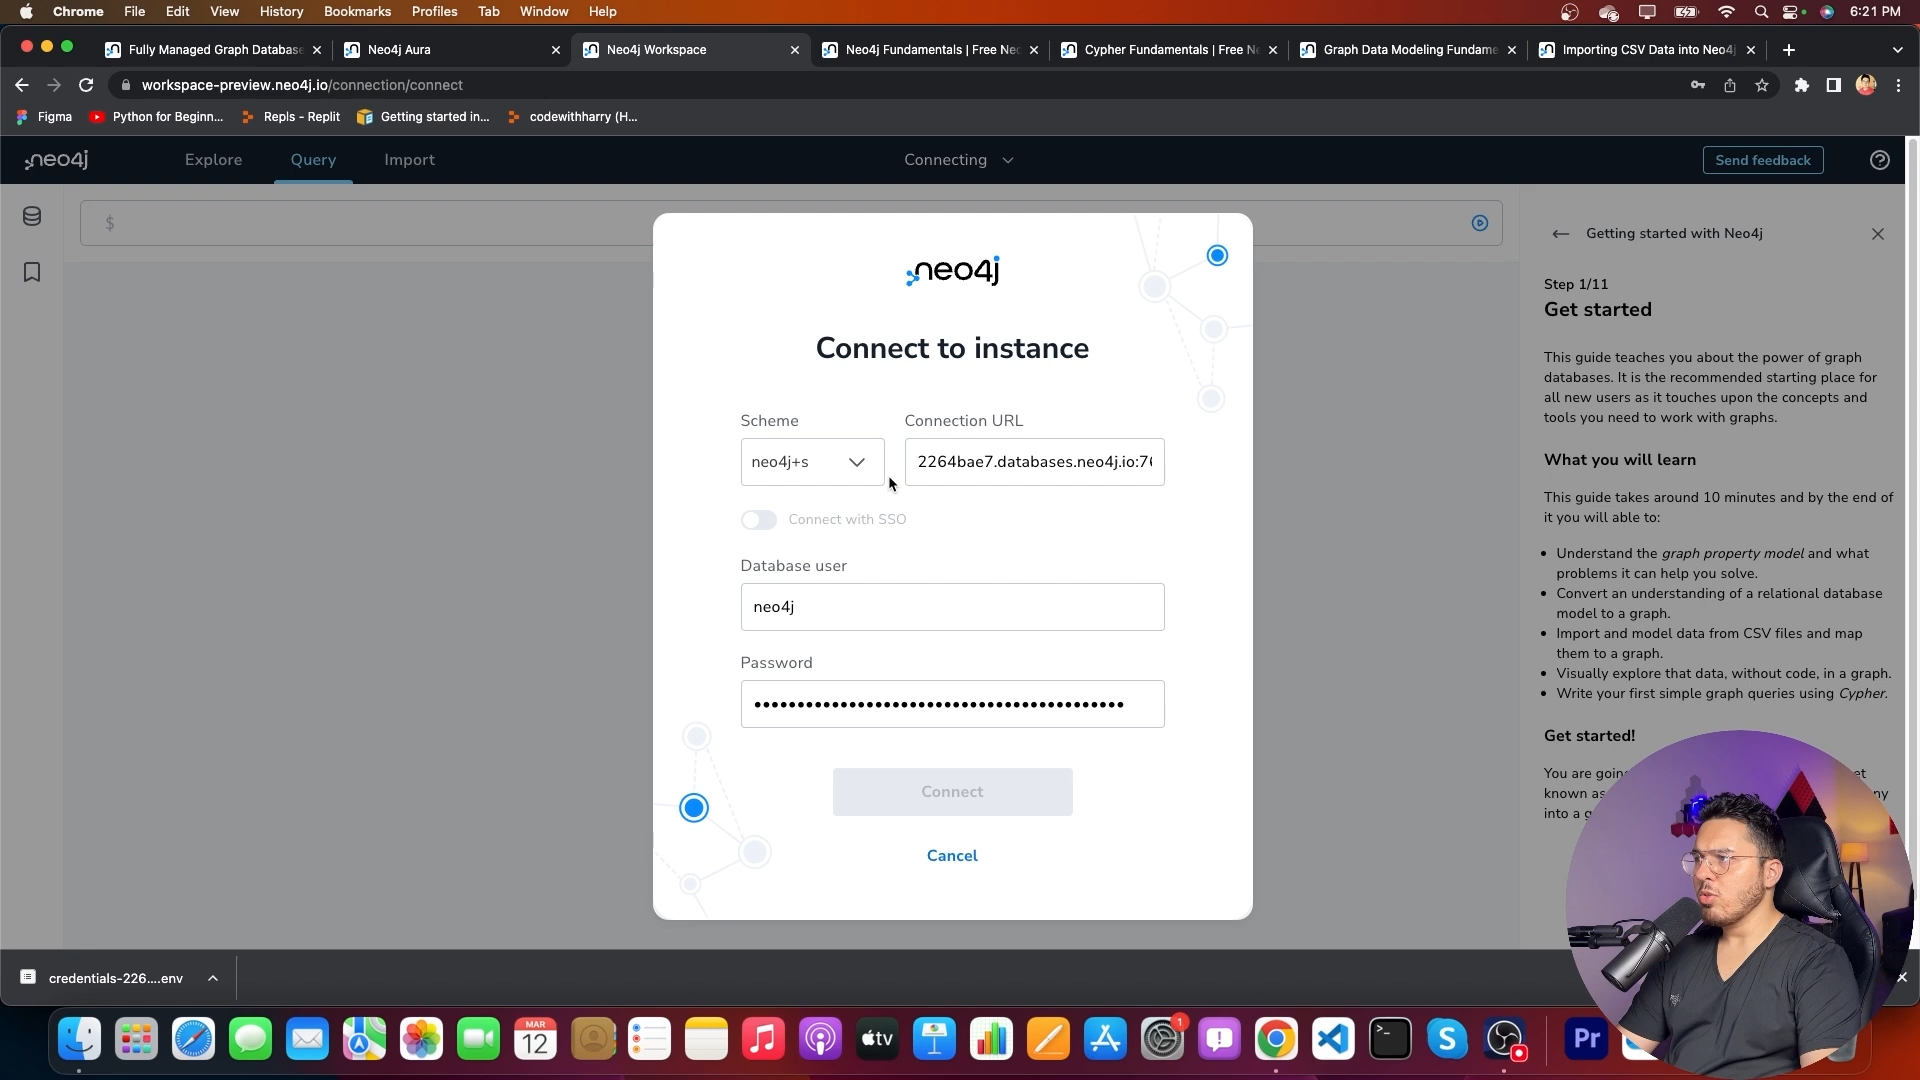 Chrome File Edit View History Bookmarks Profiles Tab Window Help 6:21 PM
Fully Managed Graph Database Neo4j Aura Neo4j Workspace Neo4j Fundamentals | Free Neo Cypher Fundamentals | Free Ne Graph Data Modeling Fundame Importing CSV Data into Neo4j
workspace-preview.neo4j.io/connection/connect
Figma Python for Beginn... Repls - Replit Getting started in... codewithharry (H...
neo4j Explore Query Import Connecting Send feedback ?
$
Getting started with Neo4j
Step 1/11
Get started
This guide teaches you about the power of graph
databases. It is the recommended starting place for
all new users as it touches upon the concepts and
tools you need to work with graphs.
What you will learn
This guide takes around 10 minutes and by the end of
it you will able to:
• Understand the graph property model and what
problems it can help you solve.
• Convert an understanding of a relational database
model to a graph.
• Import and model data from CSV files and map
them to a graph.
• Visually explore that data, without code, in a graph.
• Write your first simple graph queries using Cypher.
Get started!
You are
known as
into a
neo4j
Connect to instance
Scheme Connection URL
neo4j+s 2264bae7.databases.neo4j.io:76
Connect with SSO
Database user
neo4j
Password
•••••••••••••••••••••••••••••••••••••••••••
Connect
Cancel
credentials-226....env
MAR
12
tv
1
Pr